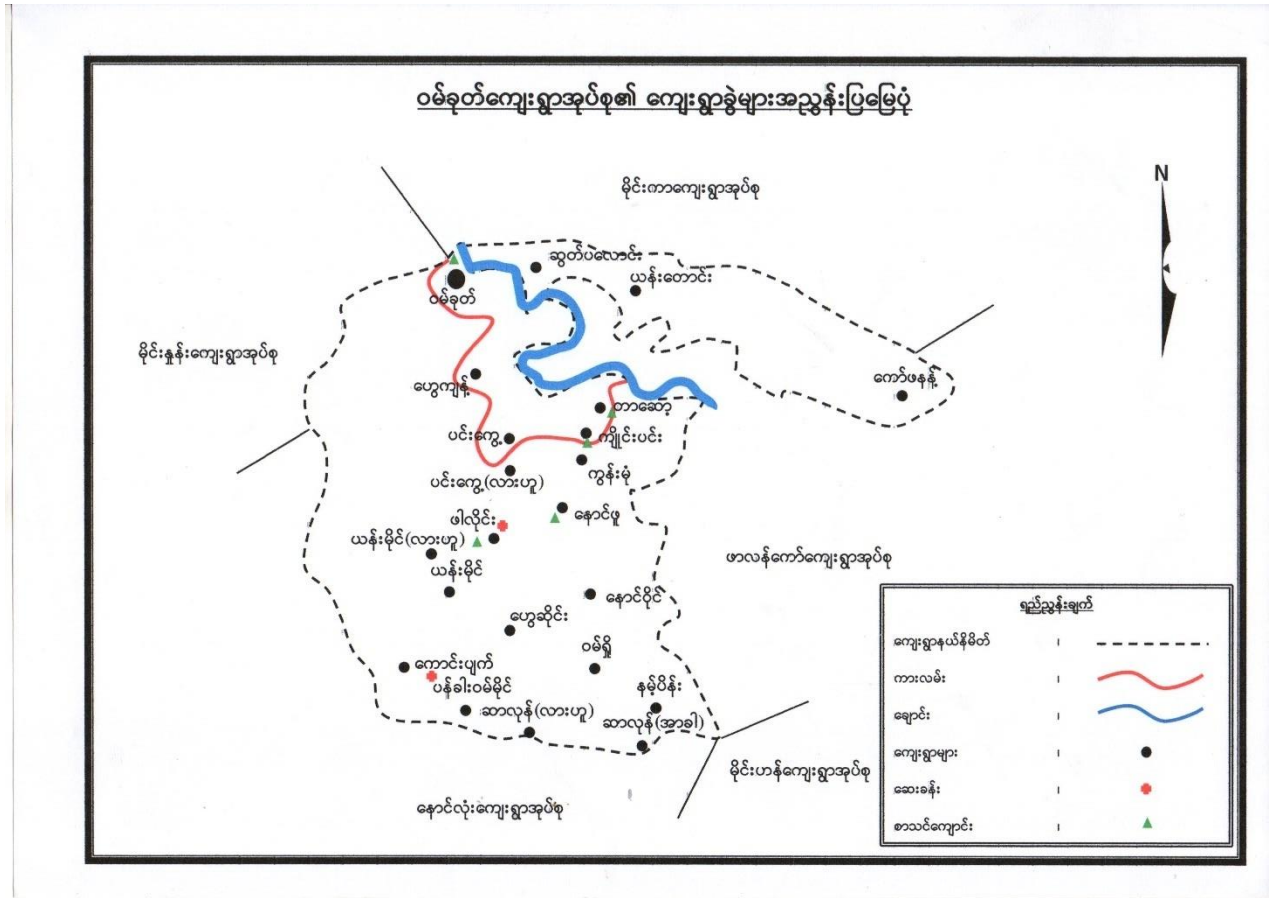 ဝမ်ခုတ်ကျေးရွာအုပ်စု၏ ကျေးရွာခွဲများအညွှန်းပြမြေပုံ
မိုင်းကာကျေးရွာအုပ်စု
N
ဆွတ်ပလောင်း
ယန်းတောင်း
ဝမ်ခုတ်
မိုင်းနှုန်းကျေးရွာအုပ်စု
ဟွေကျန့်
ကော်ဖနန့်
တာဆော့
ပင်းကွေ့
ကျိုင်းပင်း
ကွန်းမုံ
ပင်းကွေ့(လားဟူ)
နောင်ဖူ
ဖါလိုင်း
ယန်းမိုင်(လားဟူ)
ဖာလန်ကော်ကျေးရွာအုပ်စု
ယန်းမိုင်
နောင်ဝိုင်
ဟွေဆိုင်း
ဝမ်ရှို
ကောင်းပျက်
ပန်ခါးဝမ်မိုင်
နမ့်ပိန်း
ဆာလုန်(လားဟူ)
ဆာလုန်(အာခါ)
မိုင်းဟန်ကျေးရွာအုပ်စု
နောင်လုံးကျေးရွာအုပ်စု
ရည်ညွှန်းချက်
ကျေးရွာနယ်နိမိတ် ၊
ကားလမ်း ၊
ချောင်း ၊
ကျေးရွာများ ၊
ဆေးခန်း ၊
စာသင်ကျောင်း ၊